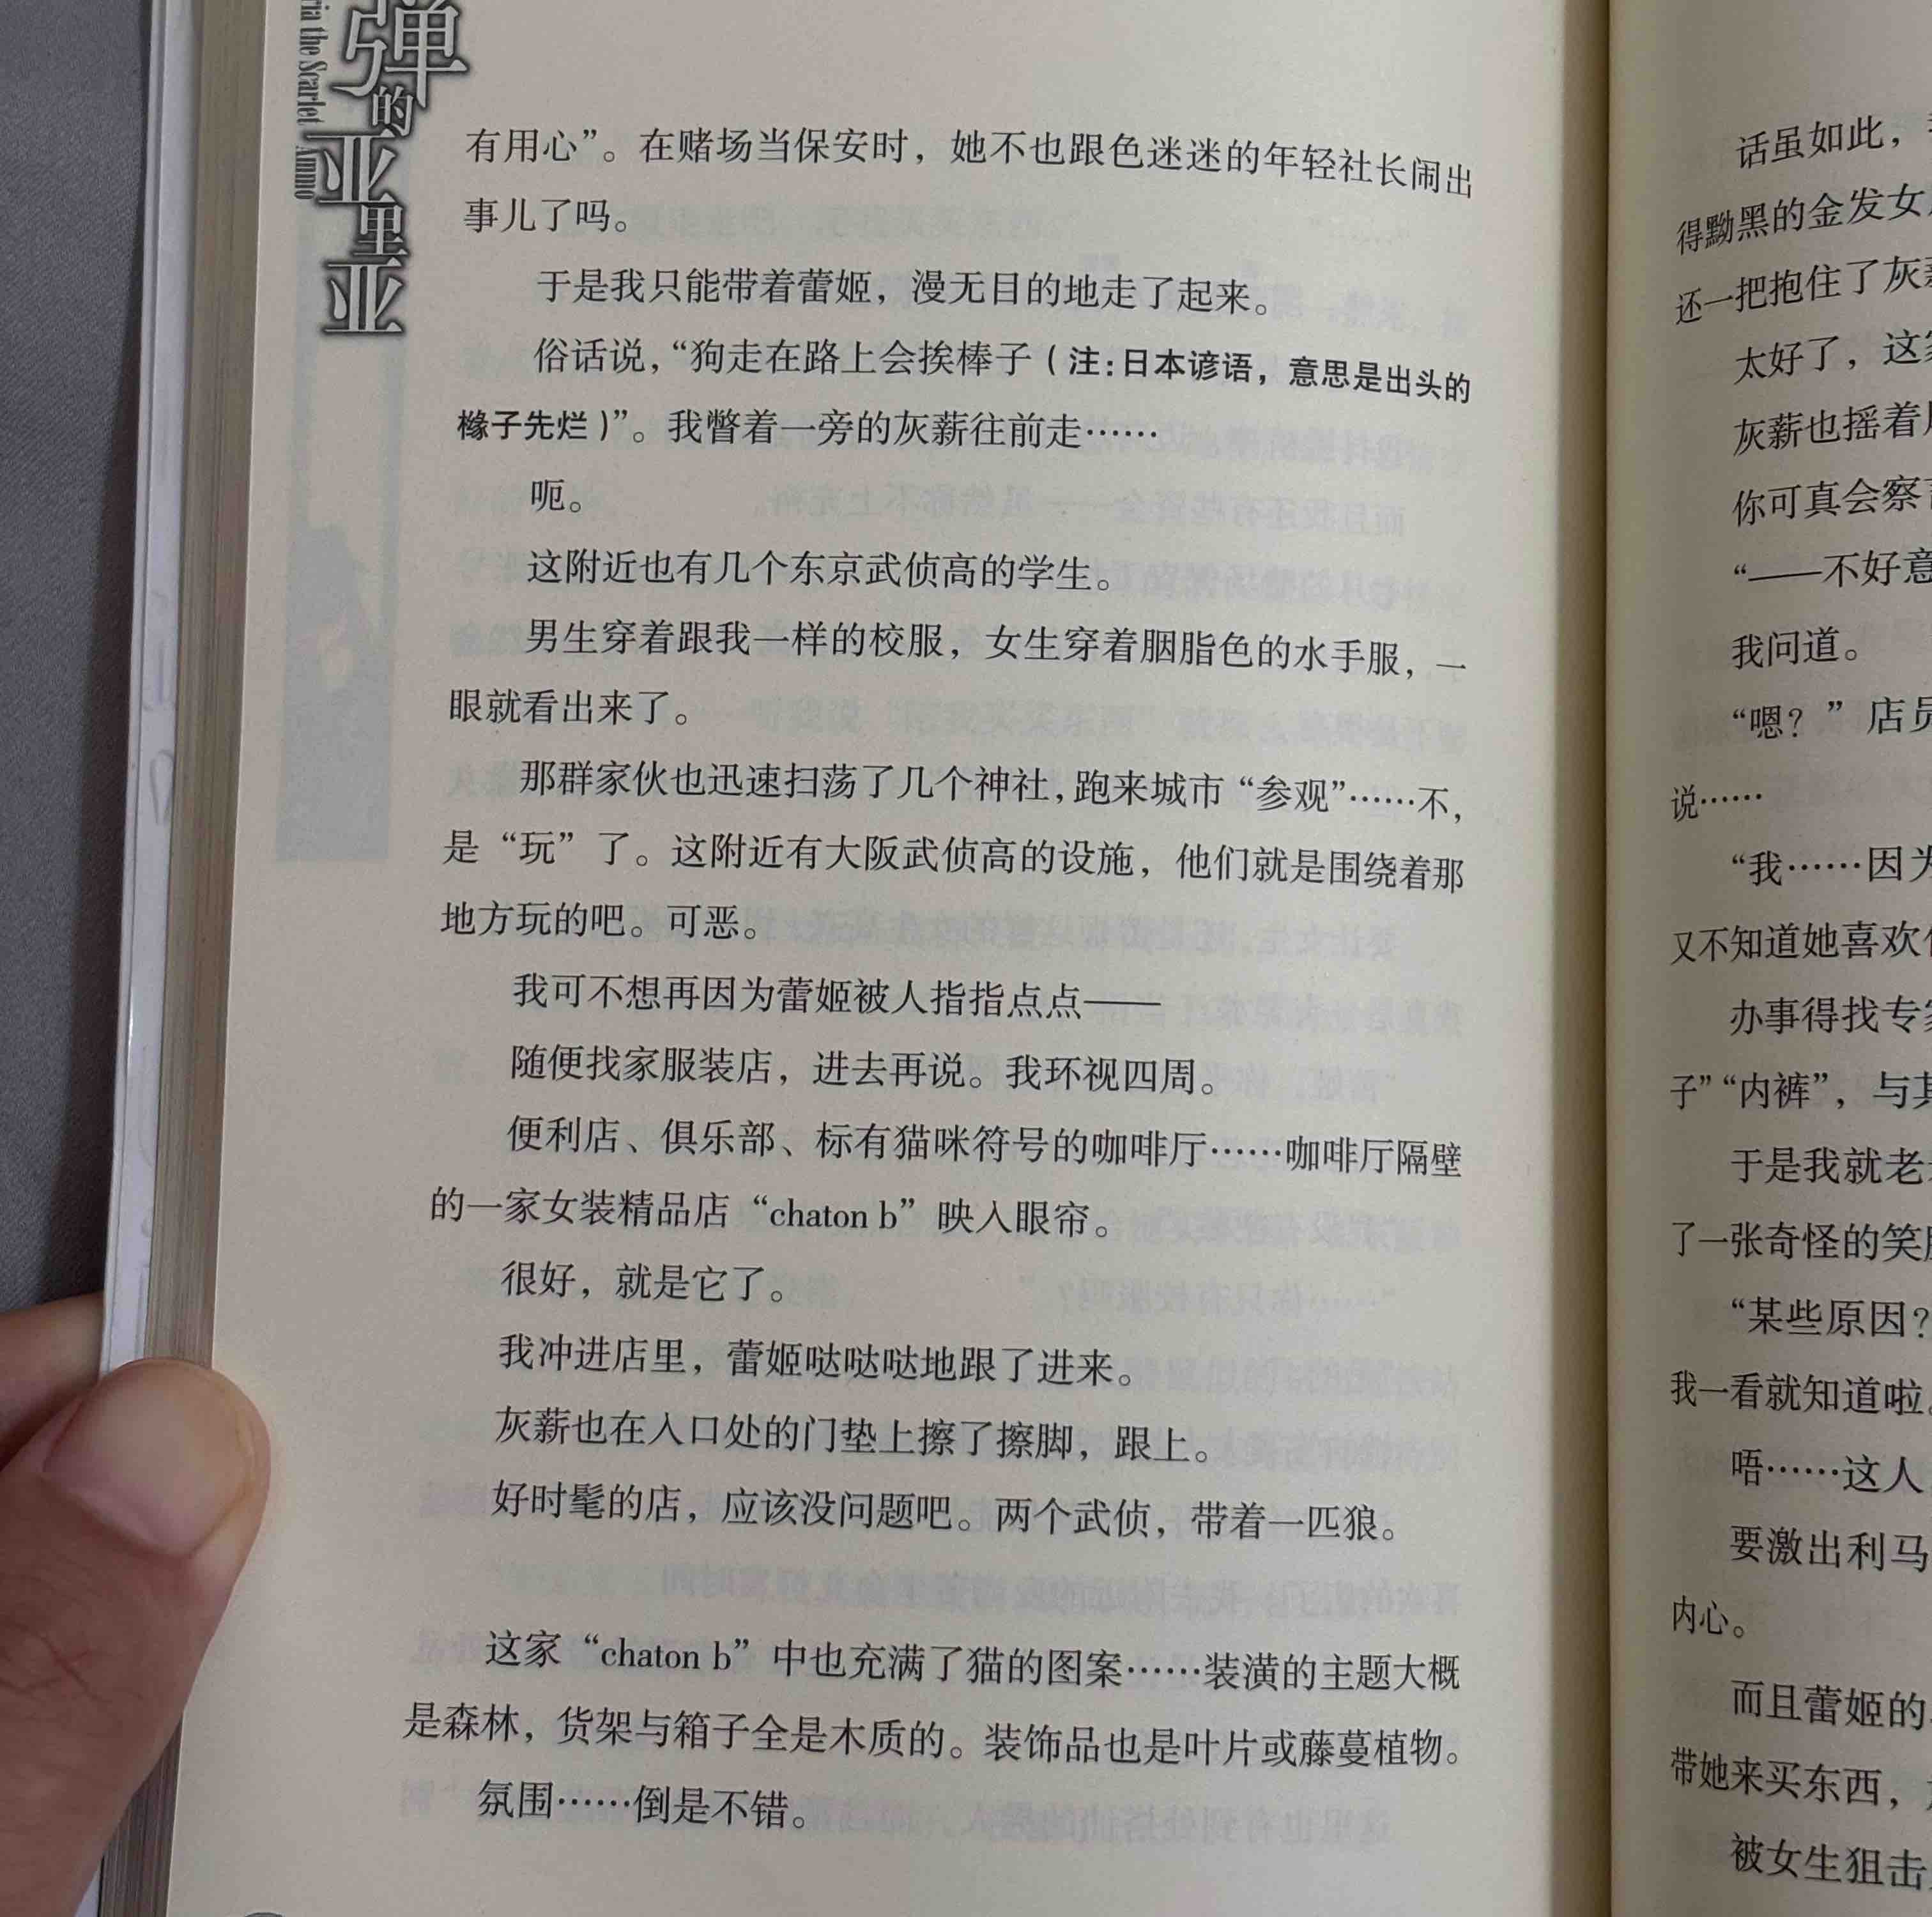 弹的亚里亚
ria the Scarlet Ammo
有用心”。在赌场当保安时，她不也跟色迷迷的年轻社长闹出
事儿了吗。
于是我只能带着蕾姬，漫无目的地走了起来。
俗话说，“狗走在路上会挨棒子（注：日本谚语，意思是出头的
椽子先烂）”。我瞥着一旁的灰薪往前走……
呃。
这附近也有几个东京武侦高的学生。
男生穿着跟我一样的校服，女生穿着胭脂色的水手服，一
眼就看出来了。
那群家伙也迅速扫荡了几个神社，跑来城市“参观”……不，
是“玩”了。这附近有大阪武侦高的设施，他们就是围绕着那
地方玩的吧。可恶。
我可不想再因为蕾姬被人指指点点——
随便找家服装店，进去再说。我环视四周。
便利店、俱乐部、标有猫咪符号的咖啡厅……咖啡厅隔壁
的一家女装精品店“chaton b”映入眼帘。
很好，就是它了。
我冲进店里，蕾姬哒哒哒地跟了进来。
灰薪也在入口处的门垫上擦了擦脚，跟上。
好时髦的店，应该没问题吧。两个武侦，带着一匹狼。
这家“chaton b”中也充满了猫的图案……装潢的主题大概
是森林，货架与箱子全是木质的。装饰品也是叶片或藤蔓植物。
氛围……倒是不错。
话虽如此，
得黝黑的金发女
还一把抱住了灰
太好了，这
灰薪也摇着
你可真会察
“——不好意
我问道。
“嗯？”店员
说……
“我……因为
又不知道她喜欢
办事得找专
子”“内裤”，与其
于是我就老
了一张奇怪的笑
“某些原因？
我一看就知道啦
唔……这人
要激出利马
内心。
而且蕾姬的
带她来买东西，
被女生狙击